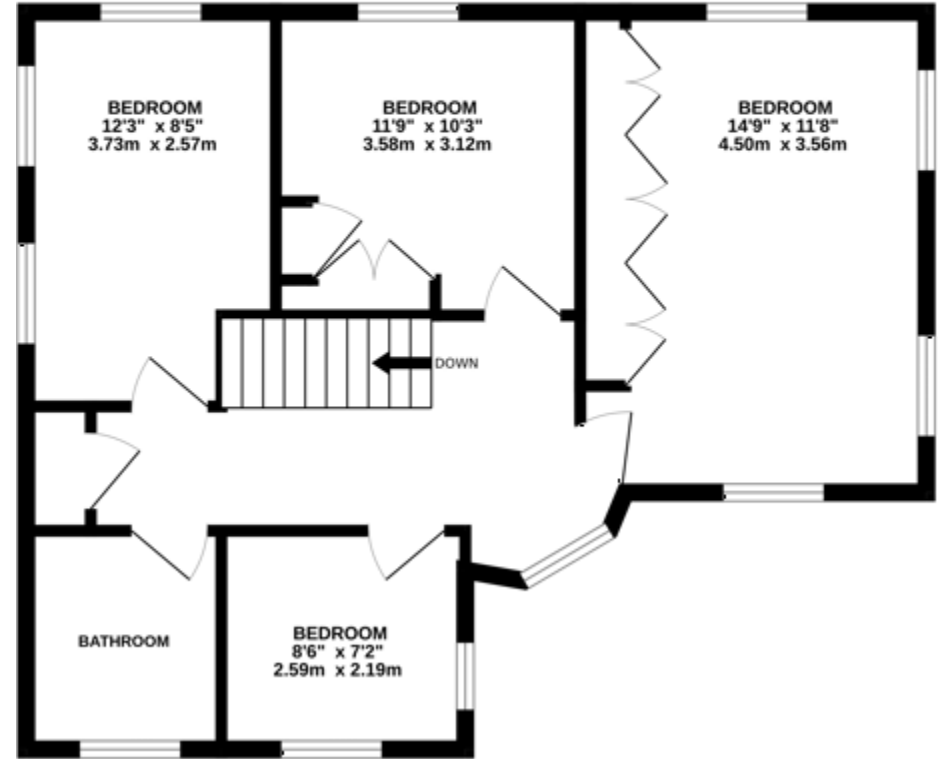 BEDROOM
12'3" x 8'5"
3.73m x 2.57m
BEDROOM
11'9" x 10'3"
3.58m x 3.12m
BEDROOM
14'9" x 11'8"
4.50m x 3.56m
DOWN
BATHROOM
BEDROOM
8'6" x 7'2"
2.59m x 2.19m